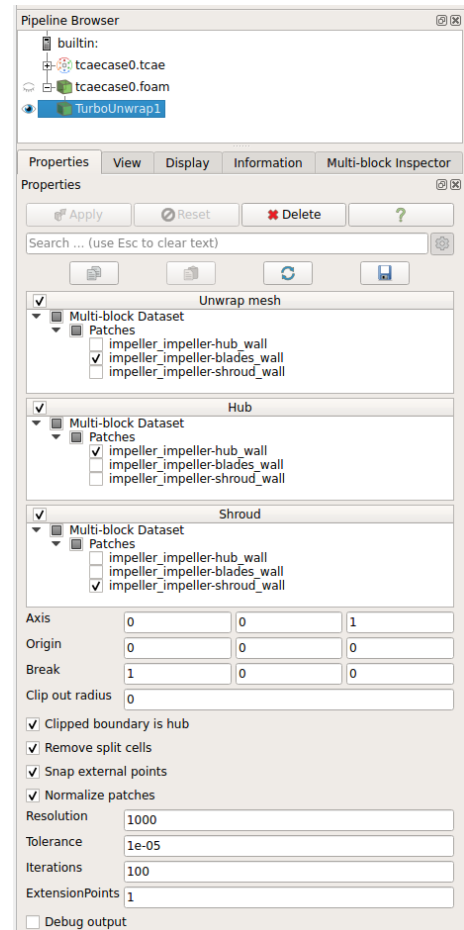 Pipeline Browser
builtin:
tcaecase0.tcae
tcaecase0.foam
TurboUnwrap1
Properties View Display Information Multi-block Inspector
Properties
Apply Reset Delete ?
Search ... (use Esc to clear text)
Unwrap mesh
Multi-block Dataset
Patches
impeller_impeller-hub_wall
impeller_impeller-blades_wall
impeller_impeller-shroud_wall
Hub
Multi-block Dataset
Patches
impeller_impeller-hub_wall
impeller_impeller-blades_wall
impeller_impeller-shroud_wall
Shroud
Multi-block Dataset
Patches
impeller_impeller-hub_wall
impeller_impeller-blades_wall
impeller_impeller-shroud_wall
Axis 0 0 1
Origin 0 0 0
Break 1 0 0
Clip out radius 0
Clipped boundary is hub
Remove split cells
Snap external points
Normalize patches
Resolution 1000
Tolerance 1e-05
Iterations 100
ExtensionPoints 1
Debug output